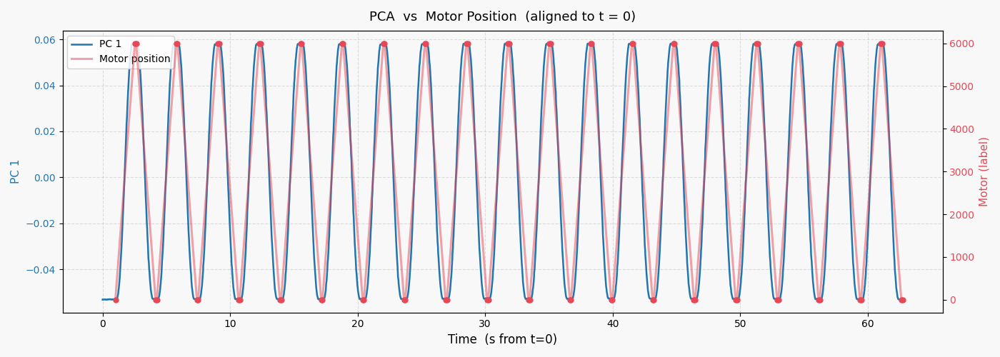 PCA vs Motor Position (aligned to t = 0)
PC 1
Motor position
0.06
0.04
0.02
0.00
−0.02
−0.04
PC 1
6000
5000
4000
3000
2000
1000
0
Motor (label)
0 10 20 30 40 50 60
Time (s from t=0)